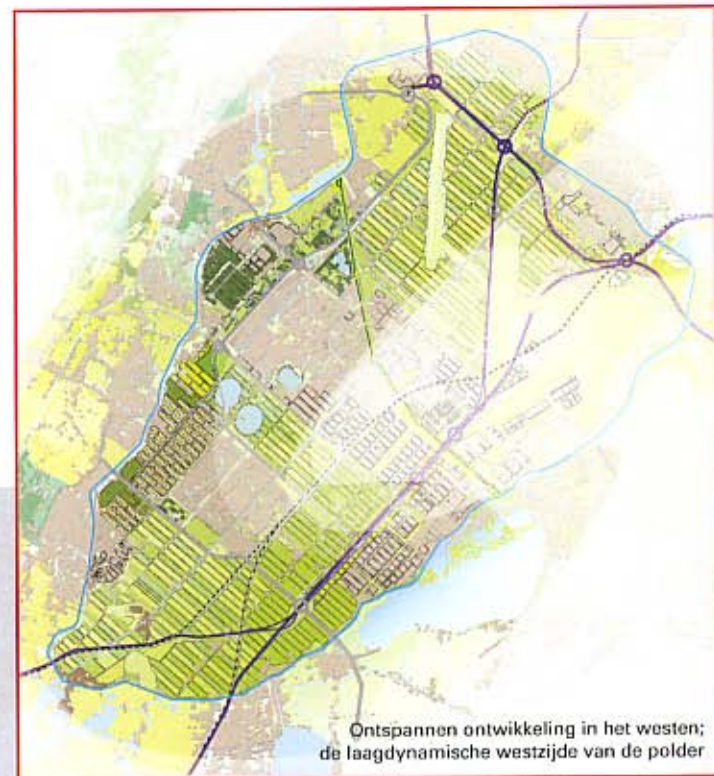 Ontspannen ontwikkeling in het westen;
de laagdynamische westzijde van de polder